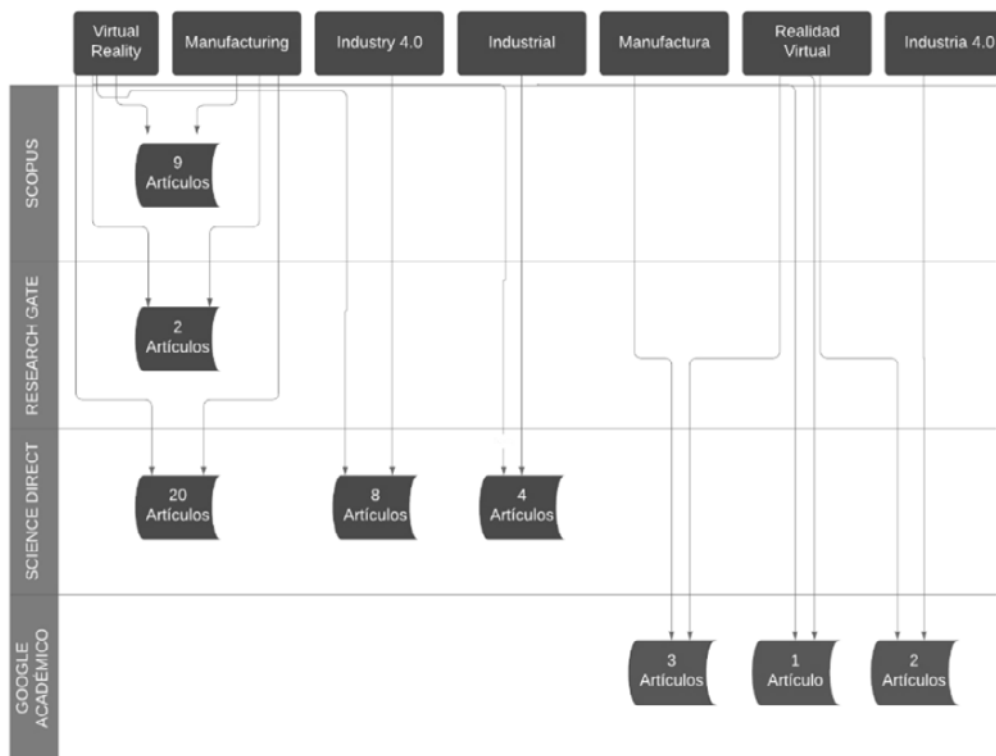 Virtual
Reality
Manufacturing
Industry 4.0
Industrial
Manufactura
Realidad
Virtual
Industria 4.0
SCOPUS
9
Artículos
RESEARCH GATE
2
Artículos
SCIENCE DIRECT
20
Artículos
8
Artículos
4
Artículos
GOOGLE
ACADÉMICO
3
Artículos
1
Artículo
2
Artículos